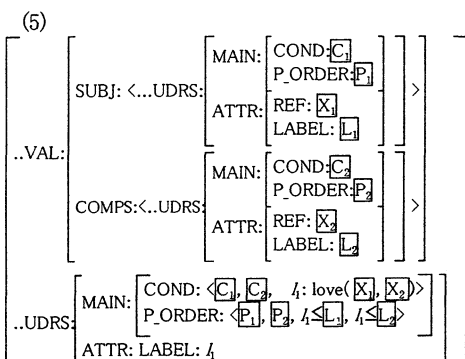 (5)
MAIN: COND: C₁
P_ORDER: P₁
SUBJ: <...UDRS:
ATTR: REF: X₁
LABEL: L₁
..VAL:
MAIN: COND: C₂
P_ORDER: P₂
COMPS:<..UDRS:
ATTR: REF: X₂
LABEL: L₂
MAIN: COND: <C₁, C₂, l₁: love( X₁, X₂)>
P_ORDER: <P₁, P₂, l₁≤L₁, l₁≤L₂>
..UDRS:
ATTR: LABEL: l₁